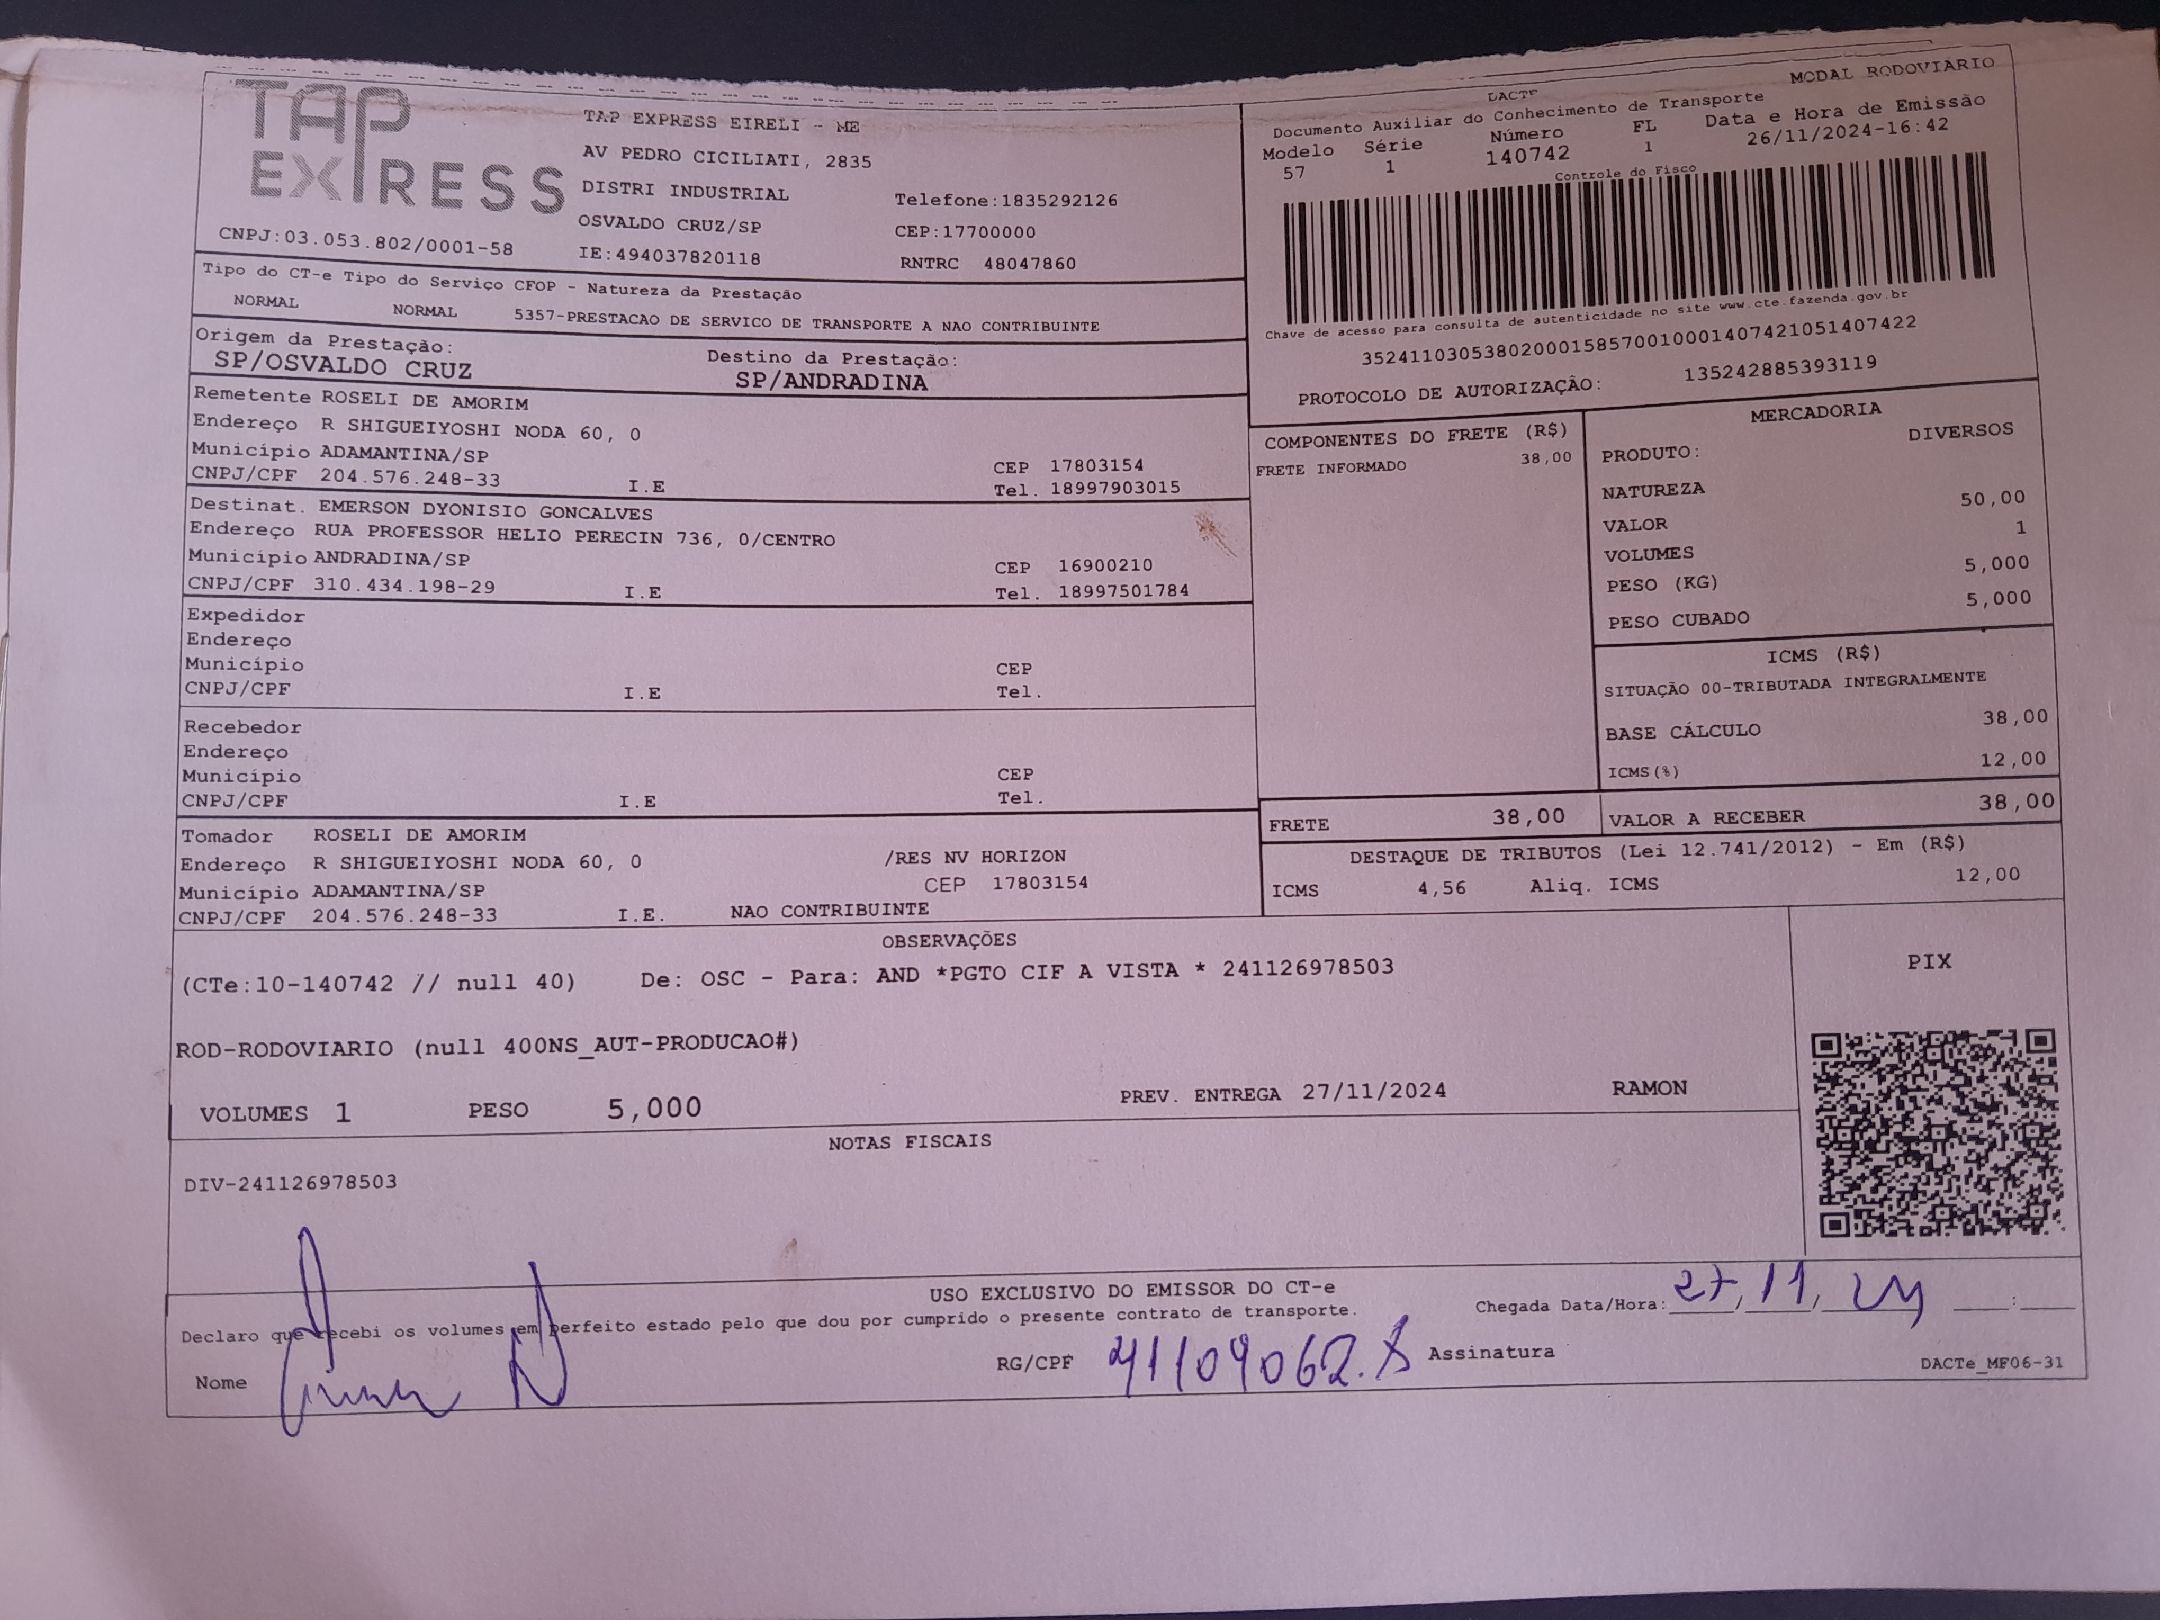 TAP
EXPRESS
CNPJ:03.053.802/0001-58
TAP EXPRESS EIRELI - ME
AV PEDRO CICILIATI, 2835
DISTRI INDUSTRIAL
Telefone:1835292126
OSVALDO CRUZ/SP
CEP:17700000
IE:494037820118
RNTRC 48047860
DACTe
MODAL RODOVIARIO
Documento Auxiliar do Conhecimento de Transporte
Modelo Série Número FL Data e Hora de Emissão
57 1 140742 1 26/11/2024-16:42
Controle do Fisco
Chave de acesso para consulta de autenticidade no site www.cte.fazenda.gov.br
35241103053802000158570010001407421051407422
PROTOCOLO DE AUTORIZAÇÃO: 135242885393119
Tipo do CT-e Tipo do Serviço CFOP - Natureza da Prestação
NORMAL NORMAL 5357-PRESTACAO DE SERVICO DE TRANSPORTE A NAO CONTRIBUINTE
Origem da Prestação: Destino da Prestação:
SP/OSVALDO CRUZ SP/ANDRADINA
Remetente ROSELI DE AMORIM
Endereço R SHIGUEIYOSHI NODA 60, 0
Município ADAMANTINA/SP CEP 17803154
CNPJ/CPF 204.576.248-33 I.E Tel. 18997903015
Destinat. EMERSON DYONISIO GONCALVES
Endereço RUA PROFESSOR HELIO PERECIN 736, 0/CENTRO
Município ANDRADINA/SP CEP 16900210
CNPJ/CPF 310.434.198-29 I.E Tel. 18997501784
Expedidor
Endereço
Município CEP
CNPJ/CPF I.E Tel.
Recebedor
Endereço
Município CEP
CNPJ/CPF I.E Tel.
Tomador ROSELI DE AMORIM
Endereço R SHIGUEIYOSHI NODA 60, 0 /RES NV HORIZON
Município ADAMANTINA/SP CEP 17803154
CNPJ/CPF 204.576.248-33 I.E. NAO CONTRIBUINTE
COMPONENTES DO FRETE (R$)
FRETE INFORMADO 38,00
MERCADORIA
PRODUTO: DIVERSOS
NATUREZA
VALOR 50,00
VOLUMES 1
PESO (KG) 5,000
PESO CUBADO 5,000
ICMS (R$)
SITUAÇÃO 00-TRIBUTADA INTEGRALMENTE
BASE CÁLCULO 38,00
ICMS(%) 12,00
FRETE 38,00 VALOR A RECEBER 38,00
DESTAQUE DE TRIBUTOS (Lei 12.741/2012) - Em (R$)
ICMS 4,56 Aliq. ICMS 12,00
OBSERVAÇÕES
(CTe:10-140742 // null 40) De: OSC - Para: AND *PGTO CIF A VISTA * 241126978503
ROD-RODOVIARIO (null 400NS_AUT-PRODUCAO#)
VOLUMES 1 PESO 5,000 PREV. ENTREGA 27/11/2024 RAMON
PIX
NOTAS FISCAIS
DIV-241126978503
USO EXCLUSIVO DO EMISSOR DO CT-e
Declaro que recebi os volumes em perfeito estado pelo que dou por cumprido o presente contrato de transporte.
Chegada Data/Hora: 27/11/24 :
Nome
RG/CPF 41109062.8 Assinatura
DACTe_MF06-31